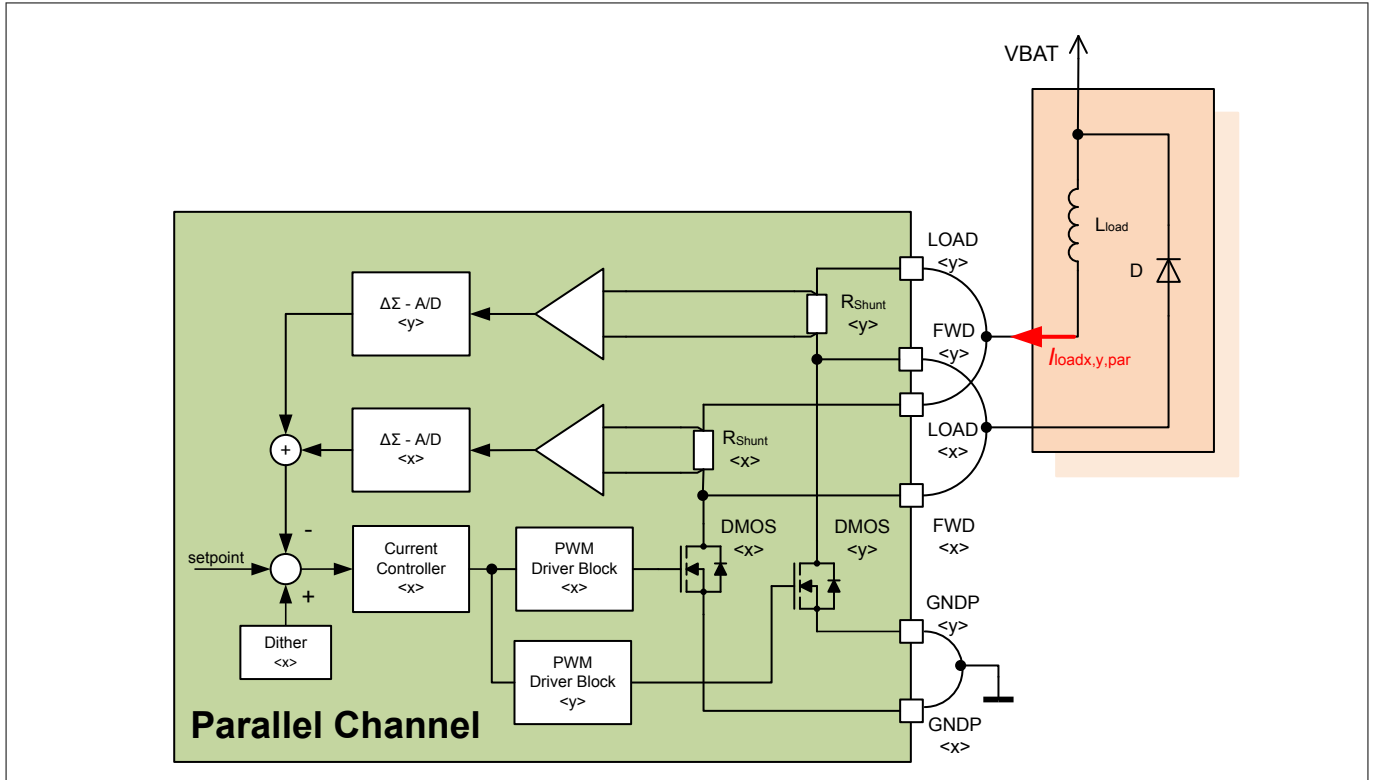 VBAT
Lload
D
LOAD
<y>
FWD
<y>
Iloadx,y,par
LOAD
<x>
FWD
<x>
GNDP
<y>
GNDP
<x>
ΔΣ - A/D
<y>
RShunt
<y>
ΔΣ - A/D
<x>
RShunt
<x>
+
-
setpoint
+
Current
Controller
<x>
PWM
Driver Block
<x>
DMOS
<x>
DMOS
<y>
Dither
<x>
PWM
Driver Block
<y>
Parallel Channel